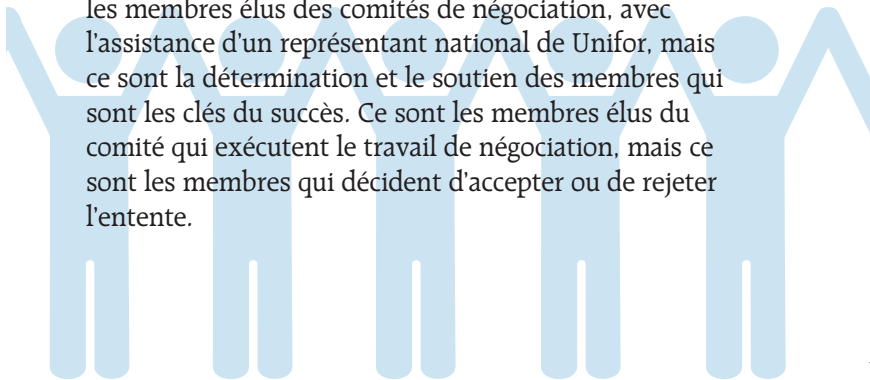 les membres élus des comités de négociation, avec
l’assistance d’un représentant national de Unifor, mais
ce sont la détermination et le soutien des membres qui
sont les clés du succès. Ce sont les membres élus du
comité qui exécutent le travail de négociation, mais ce
sont les membres qui décident d’accepter ou de rejeter
l’entente.